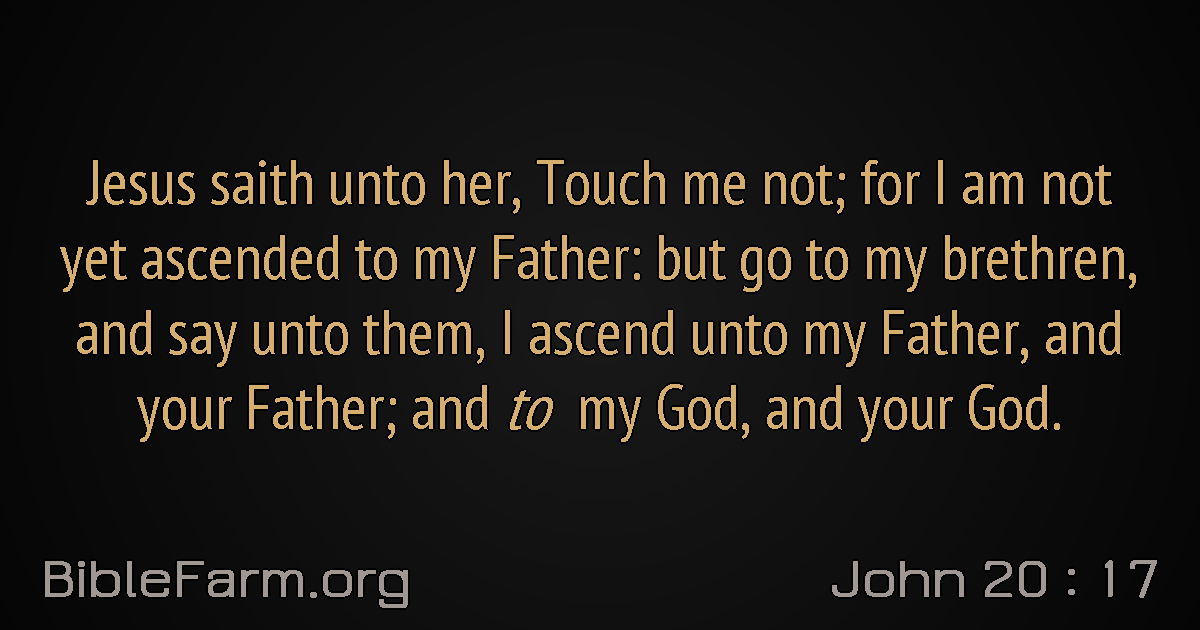 Jesus saith unto her, Touch me not; for I am not
yet ascended to my Father: but go to my brethren,
and say unto them, I ascend unto my Father, and
your Father; and to my God, and your God.
BibleFarm.org
John 20 : 17